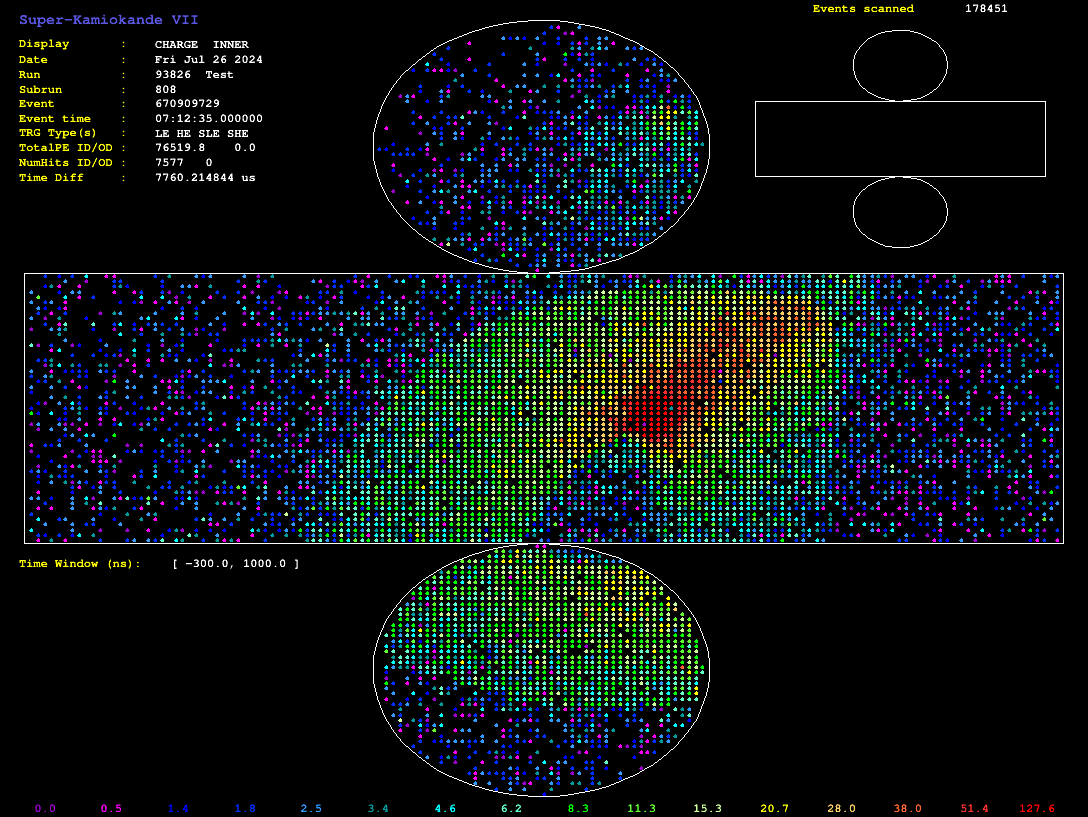 Super-Kamiokande VII
Events scanned 178451
Display : CHARGE INNER
Date : Fri Jul 26 2024
Run : 93826 Test
Subrun : 808
Event : 670909729
Event time : 07:12:35.000000
TRG Type(s) : LE HE SLE SHE
TotalPE ID/OD : 76519.8 0.0
NumHits ID/OD : 7577 0
Time Diff : 7760.214844 us
Time Window (ns): [ -300.0, 1000.0 ]
0.0 0.5 1.4 1.8 2.5 3.4 4.6 6.2 8.3 11.3 15.3 20.7 28.0 38.0 51.4 127.6